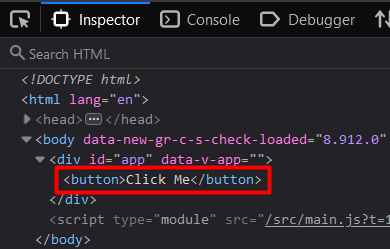 Inspector Console Debugger
Search HTML
<!DOCTYPE html>
<html lang="en">
<head> ··· </head>
<body data-new-gr-c-s-check-loaded="8.912.0"
<div id="app" data-v-app="">
<button>Click Me</button>
</div>
<script type="module" src="/src/main.js?t=1
</body>